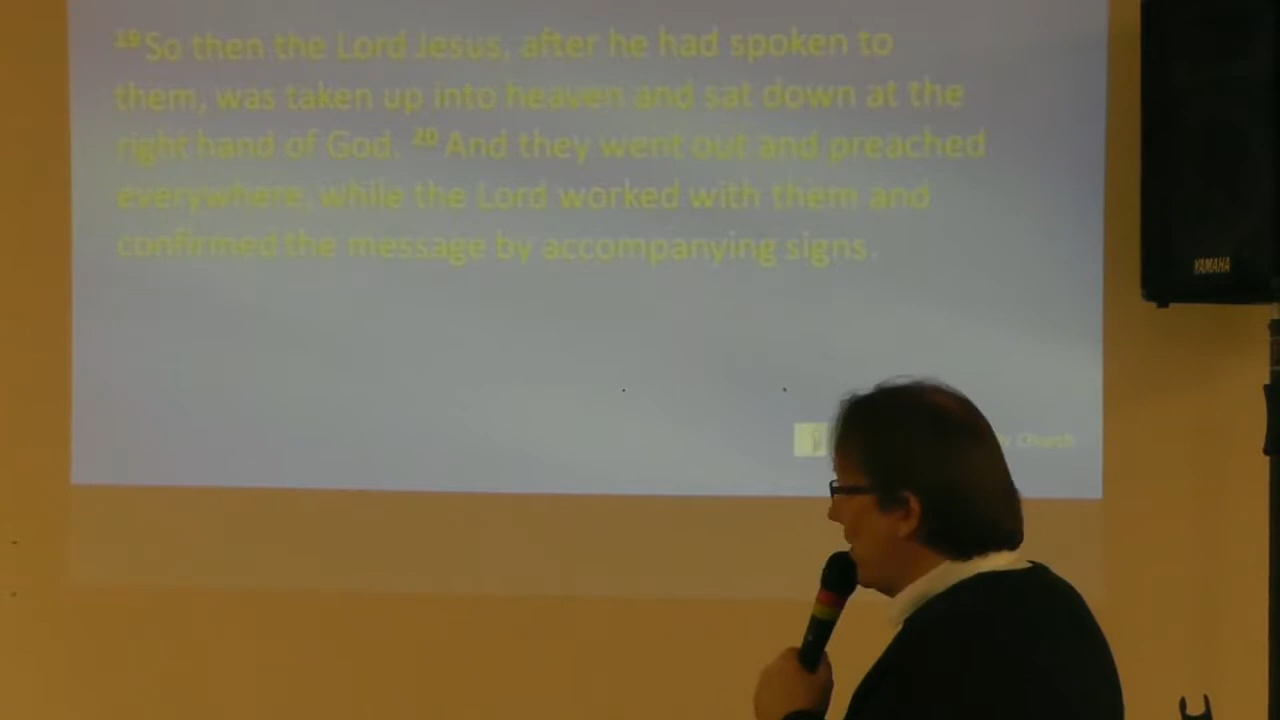 19 So then the Lord Jesus, after he had spoken to
them, was taken up into heaven and sat down at the
right hand of God. 20 And they went out and preached
everywhere, while the Lord worked with them and
confirmed the message by accompanying signs.
YAMAHA
Church